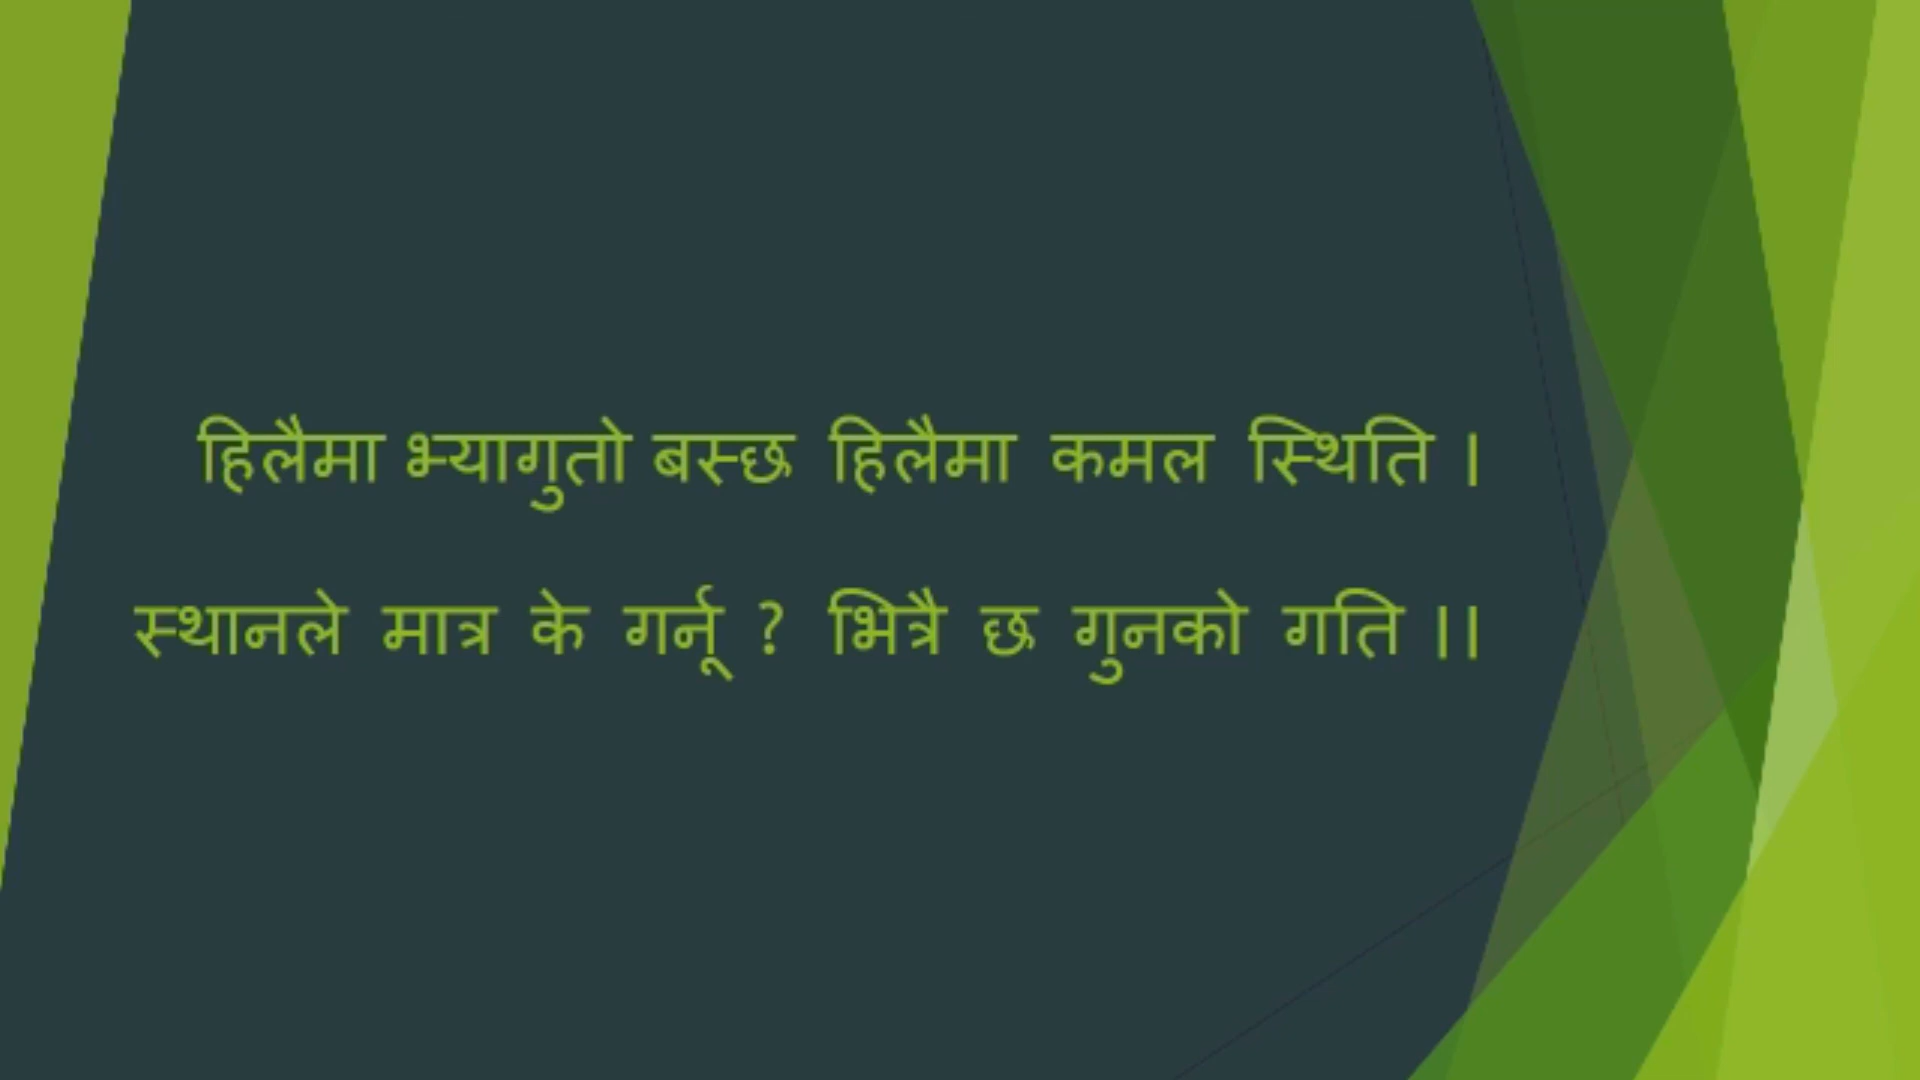 हिलैमा भ्यागुतो बस्छ हिलैमा कमल स्थिति ।
स्थानले मात्र के गर्नू ? भित्रै छ गुनको गति ।।